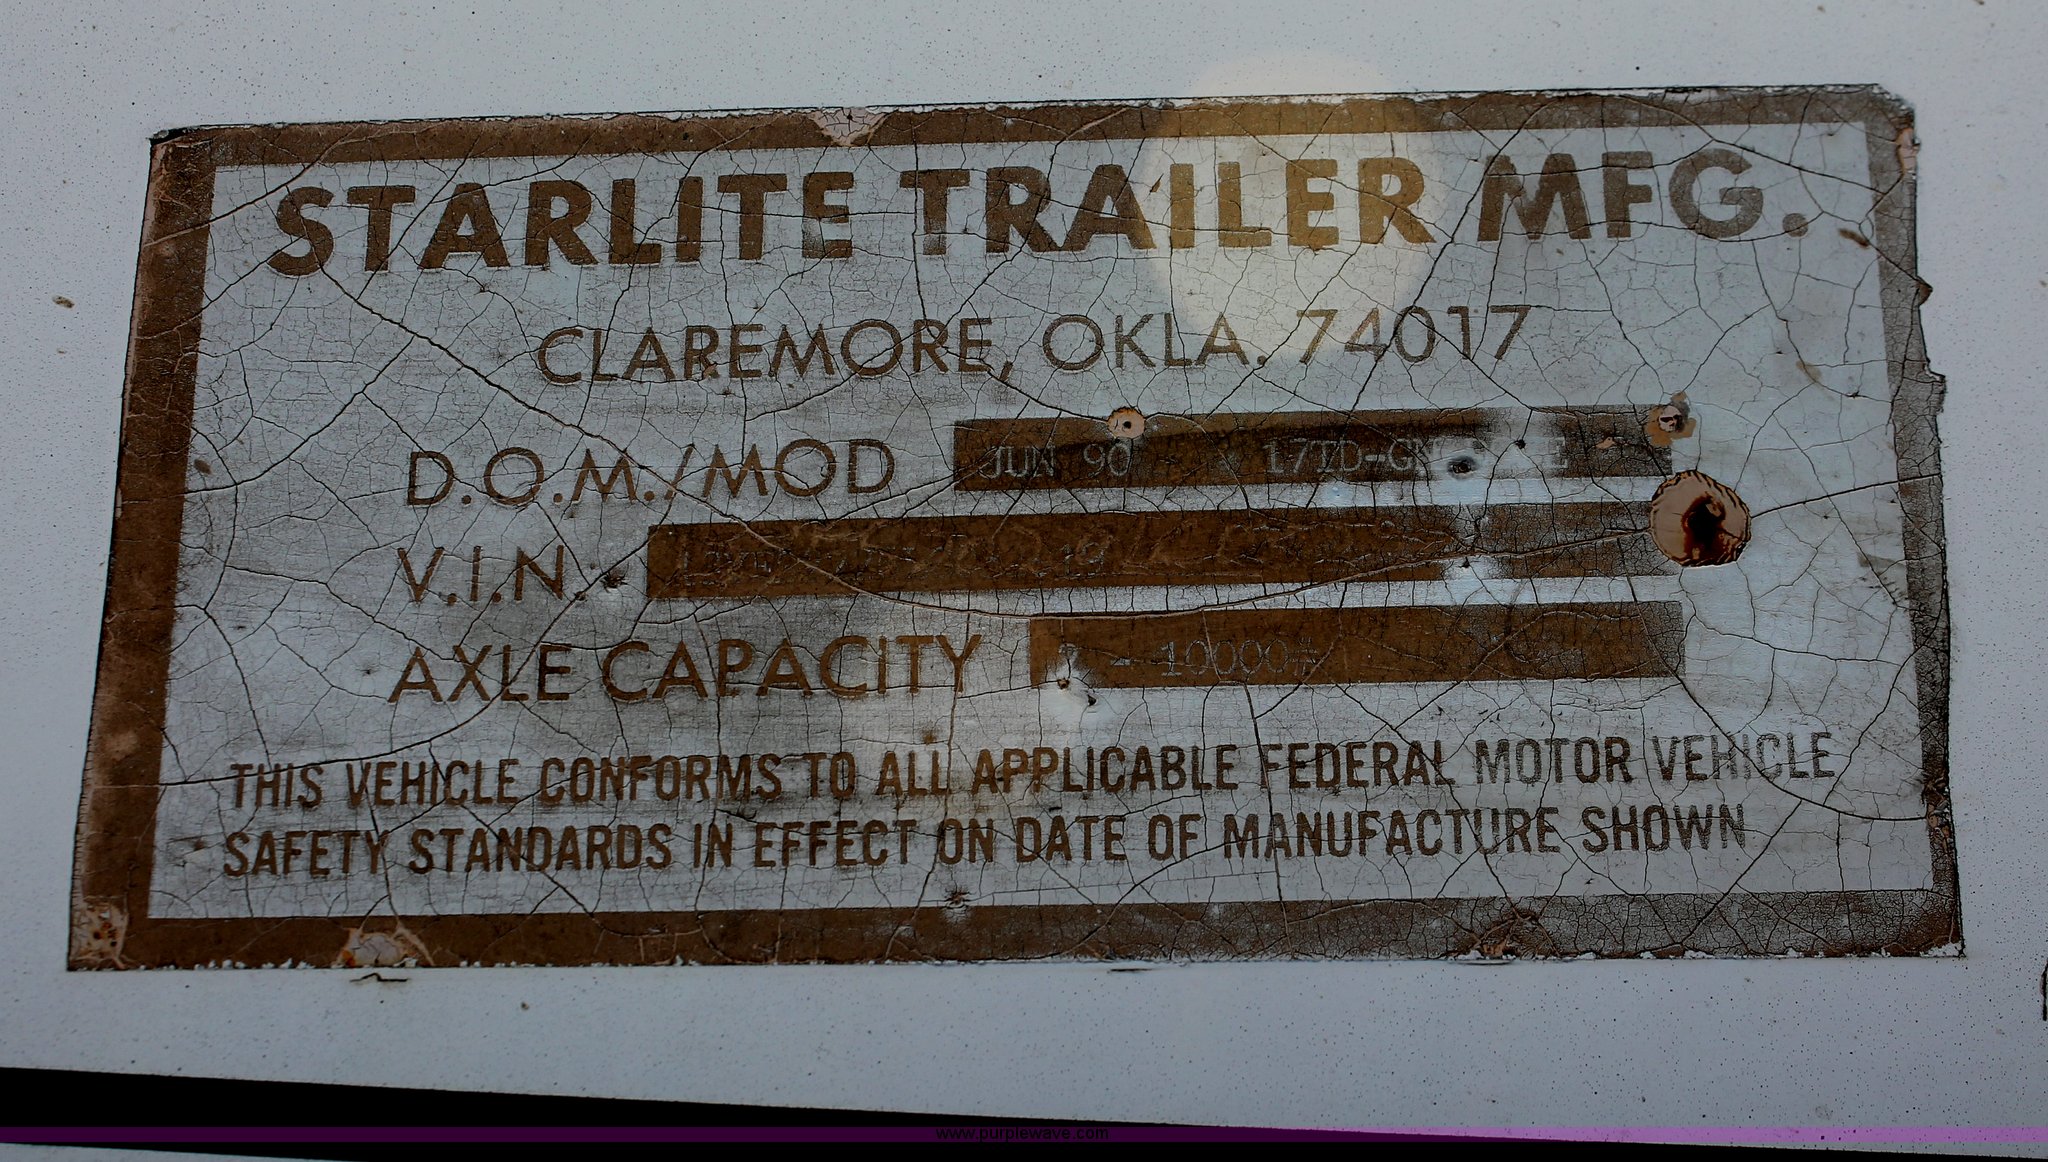 STARLITE TRAILER MFG.
CLAREMORE, OKLA. 74017
D.O.M./MOD JUN 90
V.I.N.
AXLE CAPACITY - 10000#
THIS VEHICLE CONFORMS TO ALL APPLICABLE FEDERAL MOTOR VEHICLE
SAFETY STANDARDS IN EFFECT ON DATE OF MANUFACTURE SHOWN
www.purplewave.com